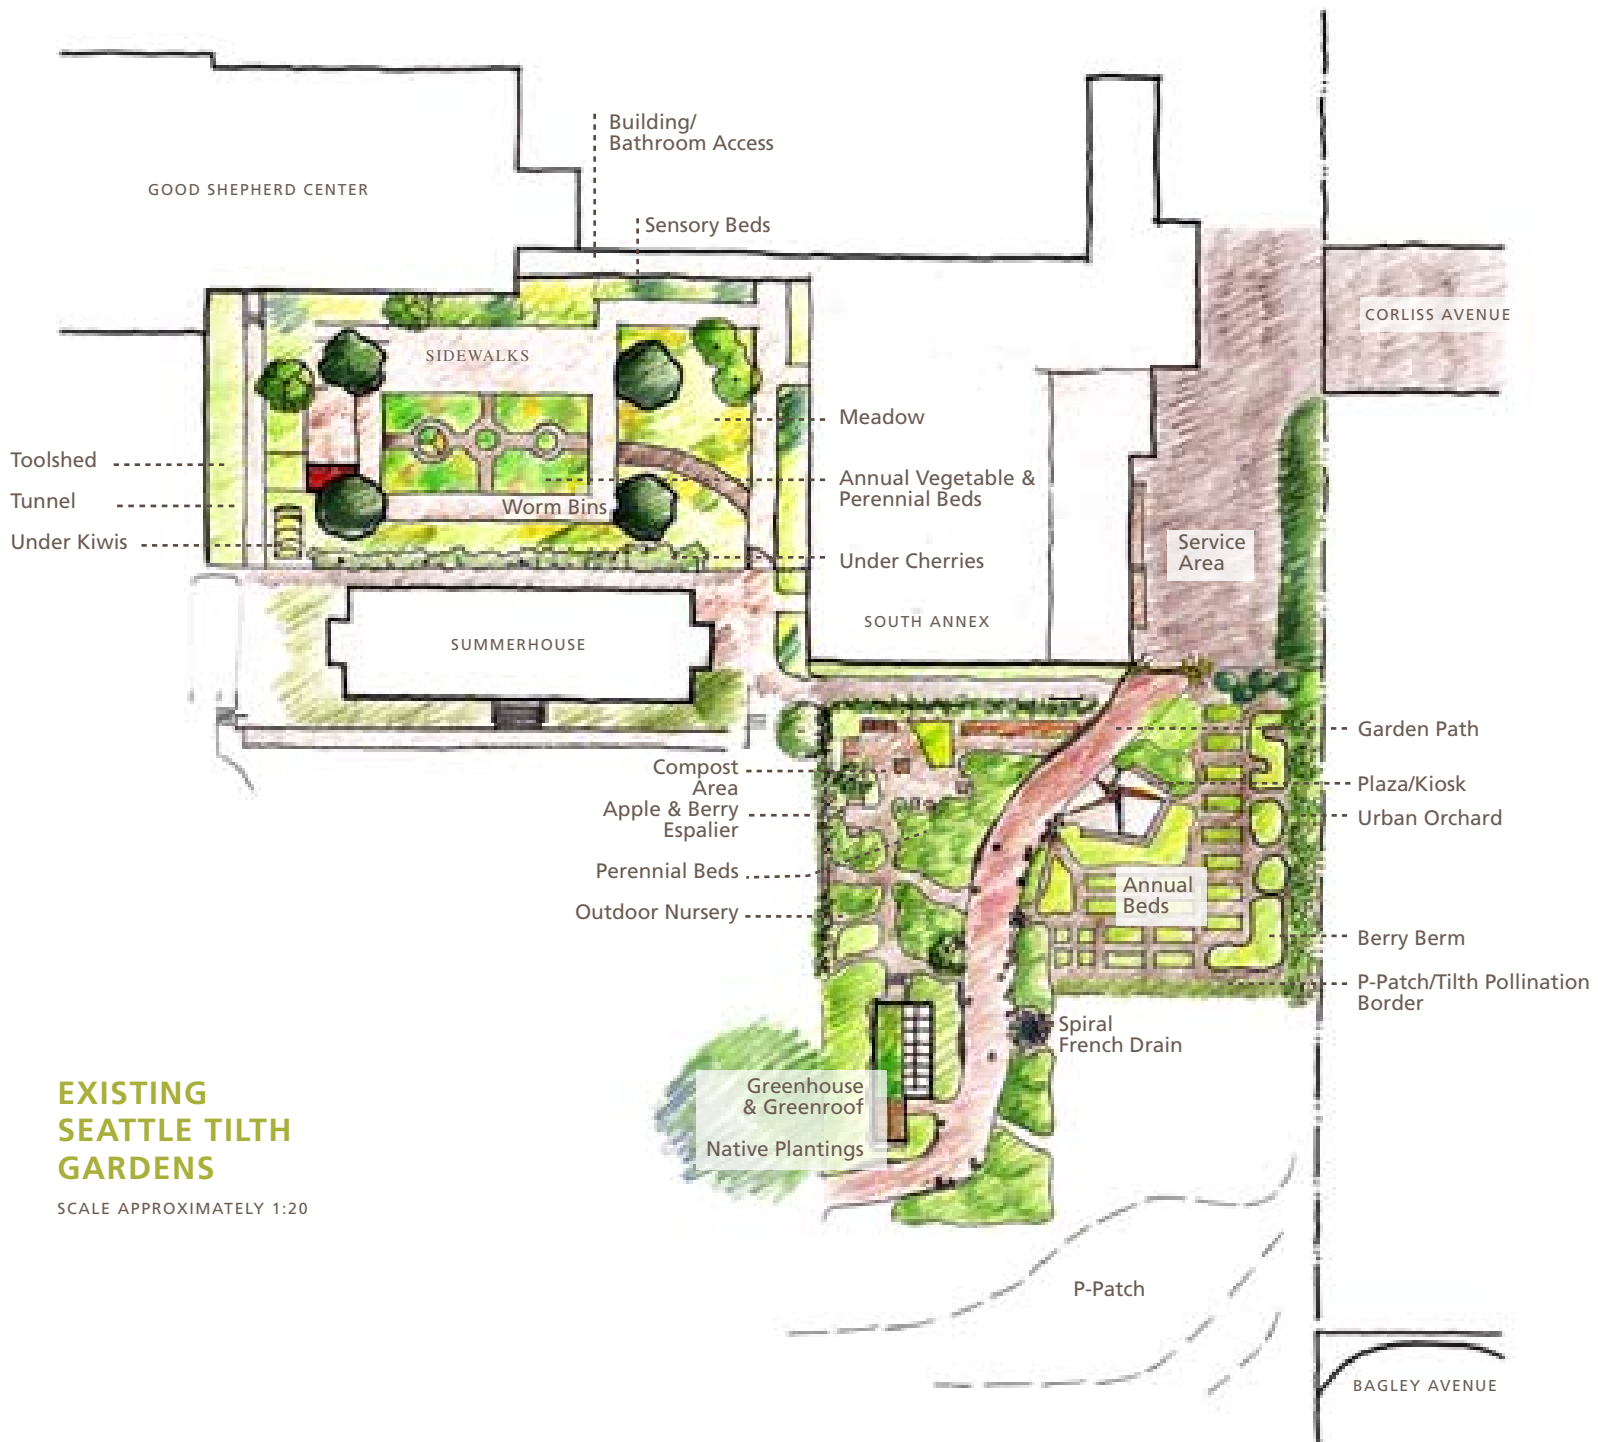 Building/
Bathroom Access
GOOD SHEPHERD CENTER
Sensory Beds
CORLISS AVENUE
SIDEWALKS
Meadow
Toolshed
Annual Vegetable &
Perennial Beds
Tunnel
Worm Bins
Under Kiwis
Under Cherries
Service
Area
SOUTH ANNEX
SUMMERHOUSE
Garden Path
Compost
Area
Plaza/Kiosk
Apple & Berry
Espalier
Urban Orchard
Perennial Beds
Annual
Beds
Outdoor Nursery
Berry Berm
P-Patch/Tilth Pollination
Border
Spiral
French Drain
Greenhouse
& Greenroof
Native Plantings
EXISTING
SEATTLE TILTH
GARDENS
SCALE APPROXIMATELY 1:20
P-Patch
BAGLEY AVENUE